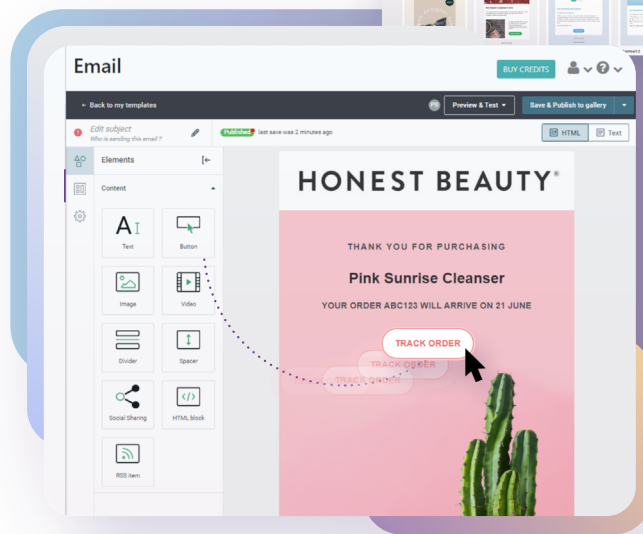 Email
BUY CREDITS
← Back to my templates
PS
Preview & Test
Save & Publish to gallery
Edit subject
Who is sending this email ?
Published
last save was 2 minutes ago
HTML
Text
Elements
Content
Text
Button
Image
Video
Divider
Spacer
Social Sharing
HTML block
RSS item
HONEST BEAUTY®
THANK YOU FOR PURCHASING
Pink Sunrise Cleanser
YOUR ORDER ABC123 WILL ARRIVE ON 21 JUNE
TRACK ORDER
TRACK ORDER
TRACK ORDER